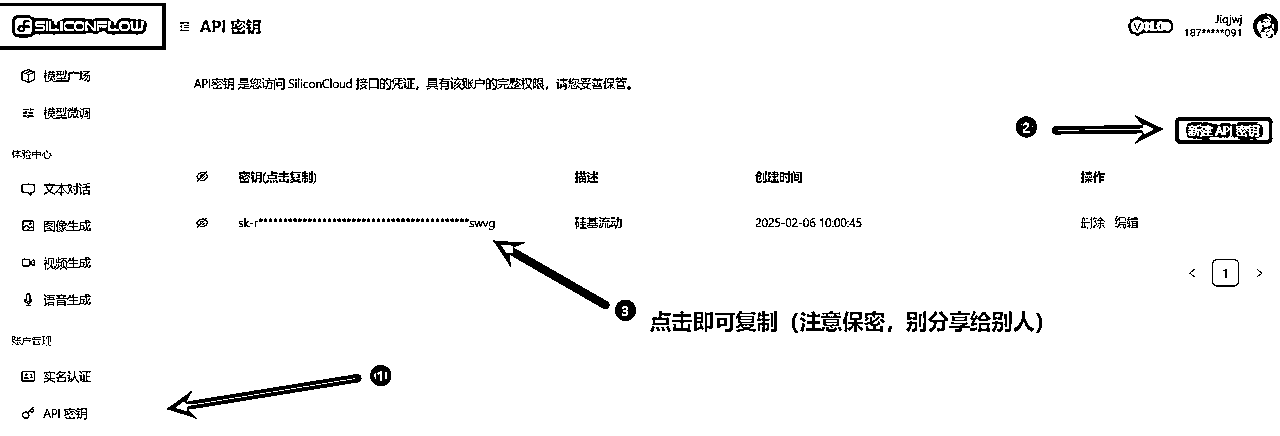 SILICONFLOW
API 密钥
Jiqjwj
187*****091
模型广场
模型微调
体验中心
文本对话
图像生成
视频生成
语音生成
账户管理
实名认证
API 密钥
API密钥 是您访问 SiliconCloud 接口的凭证，具有该账户的完整权限，请您妥善保管。
2
新建 API 密钥
密钥(点击复制) 描述 创建时间 操作
sk-r********************************************swvg 硅基流动 2025-02-06 10:00:45 删除 编辑
1
3 点击即可复制（注意保密，别分享给别人）
1